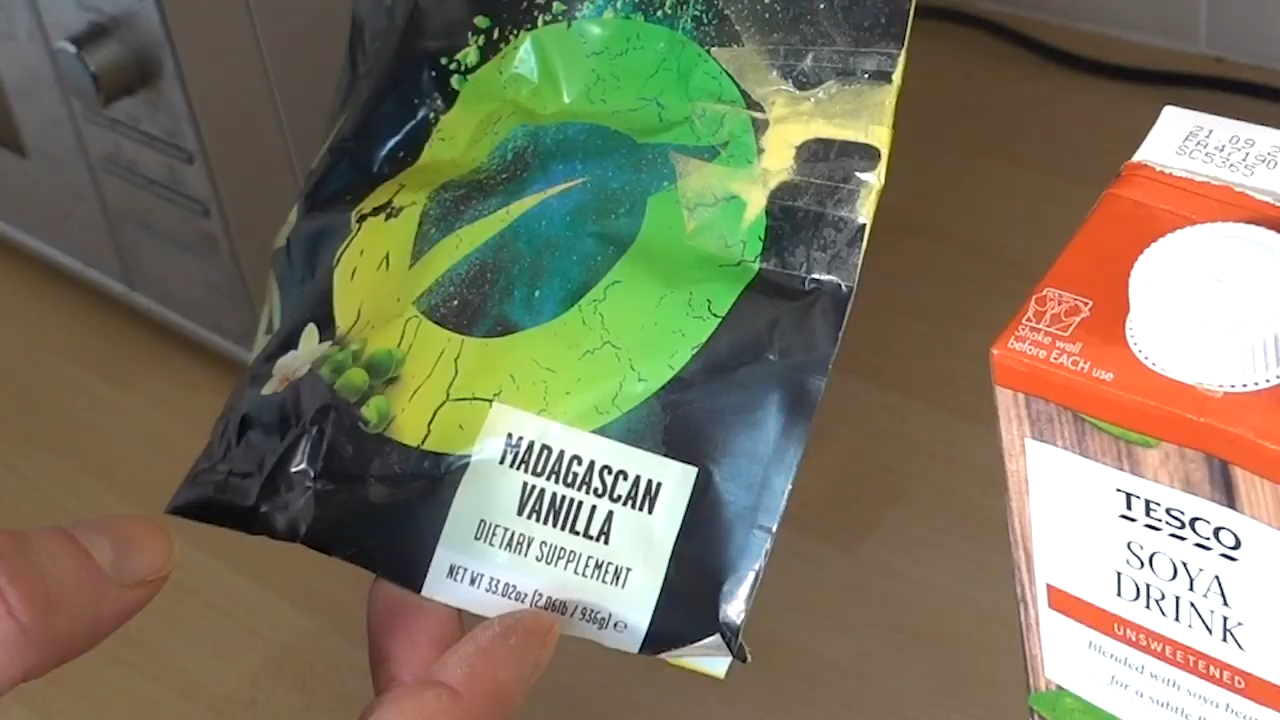 MADAGASCAN
VANILLA
DIETARY SUPPLEMENT
NET WT 33.02oz (2.06lb / 936g) e
21.09
EA47190
SC5365
Shake well
before EACH use
TESCO
SOYA
DRINK
UNSWEETENED
Blended with soya
for a subtle